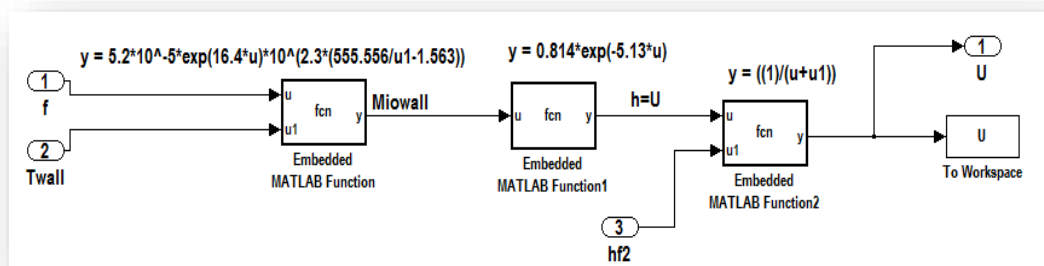 y = 5.2*10^-5*exp(16.4*u)*10^(2.3*(555.556/u1-1.563))
y = 0.814*exp(-5.13*u)
y = ((1)/(u+u1))
1
f
2
Twall
u
u1
fcn
y
Embedded
MATLAB Function
Miowall
u
fcn
y
Embedded
MATLAB Function1
h=U
u
u1
fcn
y
Embedded
MATLAB Function2
3
hf2
1
U
U
To Workspace